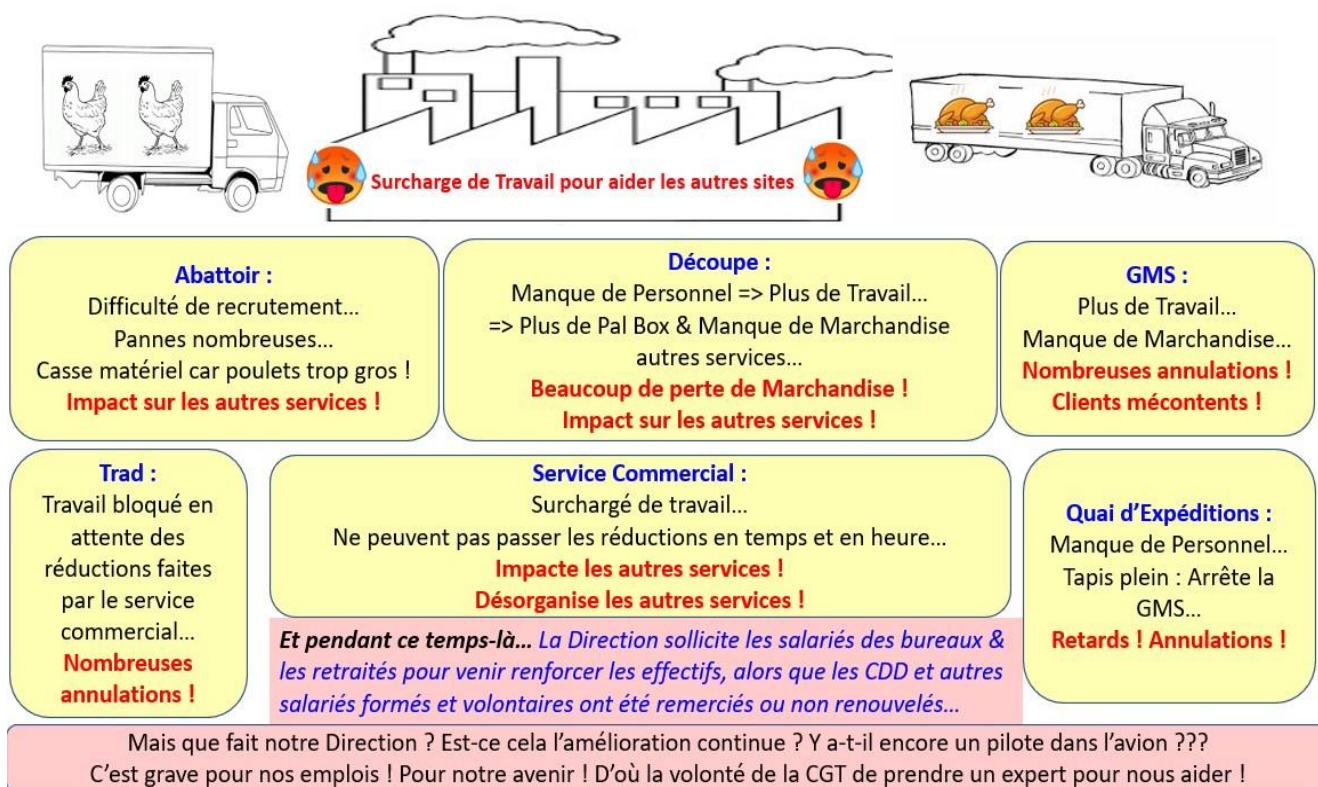 Surcharge de Travail pour aider les autres sites
Abattoir :
Difficulté de recrutement...
Pannes nombreuses...
Casse matériel car poulets trop gros !
Impact sur les autres services !
Découpe :
Manque de Personnel => Plus de Travail...
=> Plus de Pal Box & Manque de Marchandise
autres services...
Beaucoup de perte de Marchandise !
Impact sur les autres services !
GMS :
Plus de Travail...
Manque de Marchandise...
Nombreuses annulations !
Clients mécontents !
Trad :
Travail bloqué en
attente des
réductions faites
par le service
commercial...
Nombreuses
annulations !
Service Commercial :
Surchargé de travail...
Ne peuvent pas passer les réductions en temps et en heure...
Impacte les autres services !
Désorganise les autres services !
Quai d’Expéditions :
Manque de Personnel...
Tapis plein : Arrête la
GMS...
Retards ! Annulations !
Et pendant ce temps-là... La Direction sollicite les salariés des bureaux &
les retraités pour venir renforcer les effectifs, alors que les CDD et autres
salariés formés et volontaires ont été remerciés ou non renouvelés...
Mais que fait notre Direction ? Est-ce cela l’amélioration continue ? Y a-t-il encore un pilote dans l’avion ???
C’est grave pour nos emplois ! Pour notre avenir ! D’où la volonté de la CGT de prendre un expert pour nous aider !